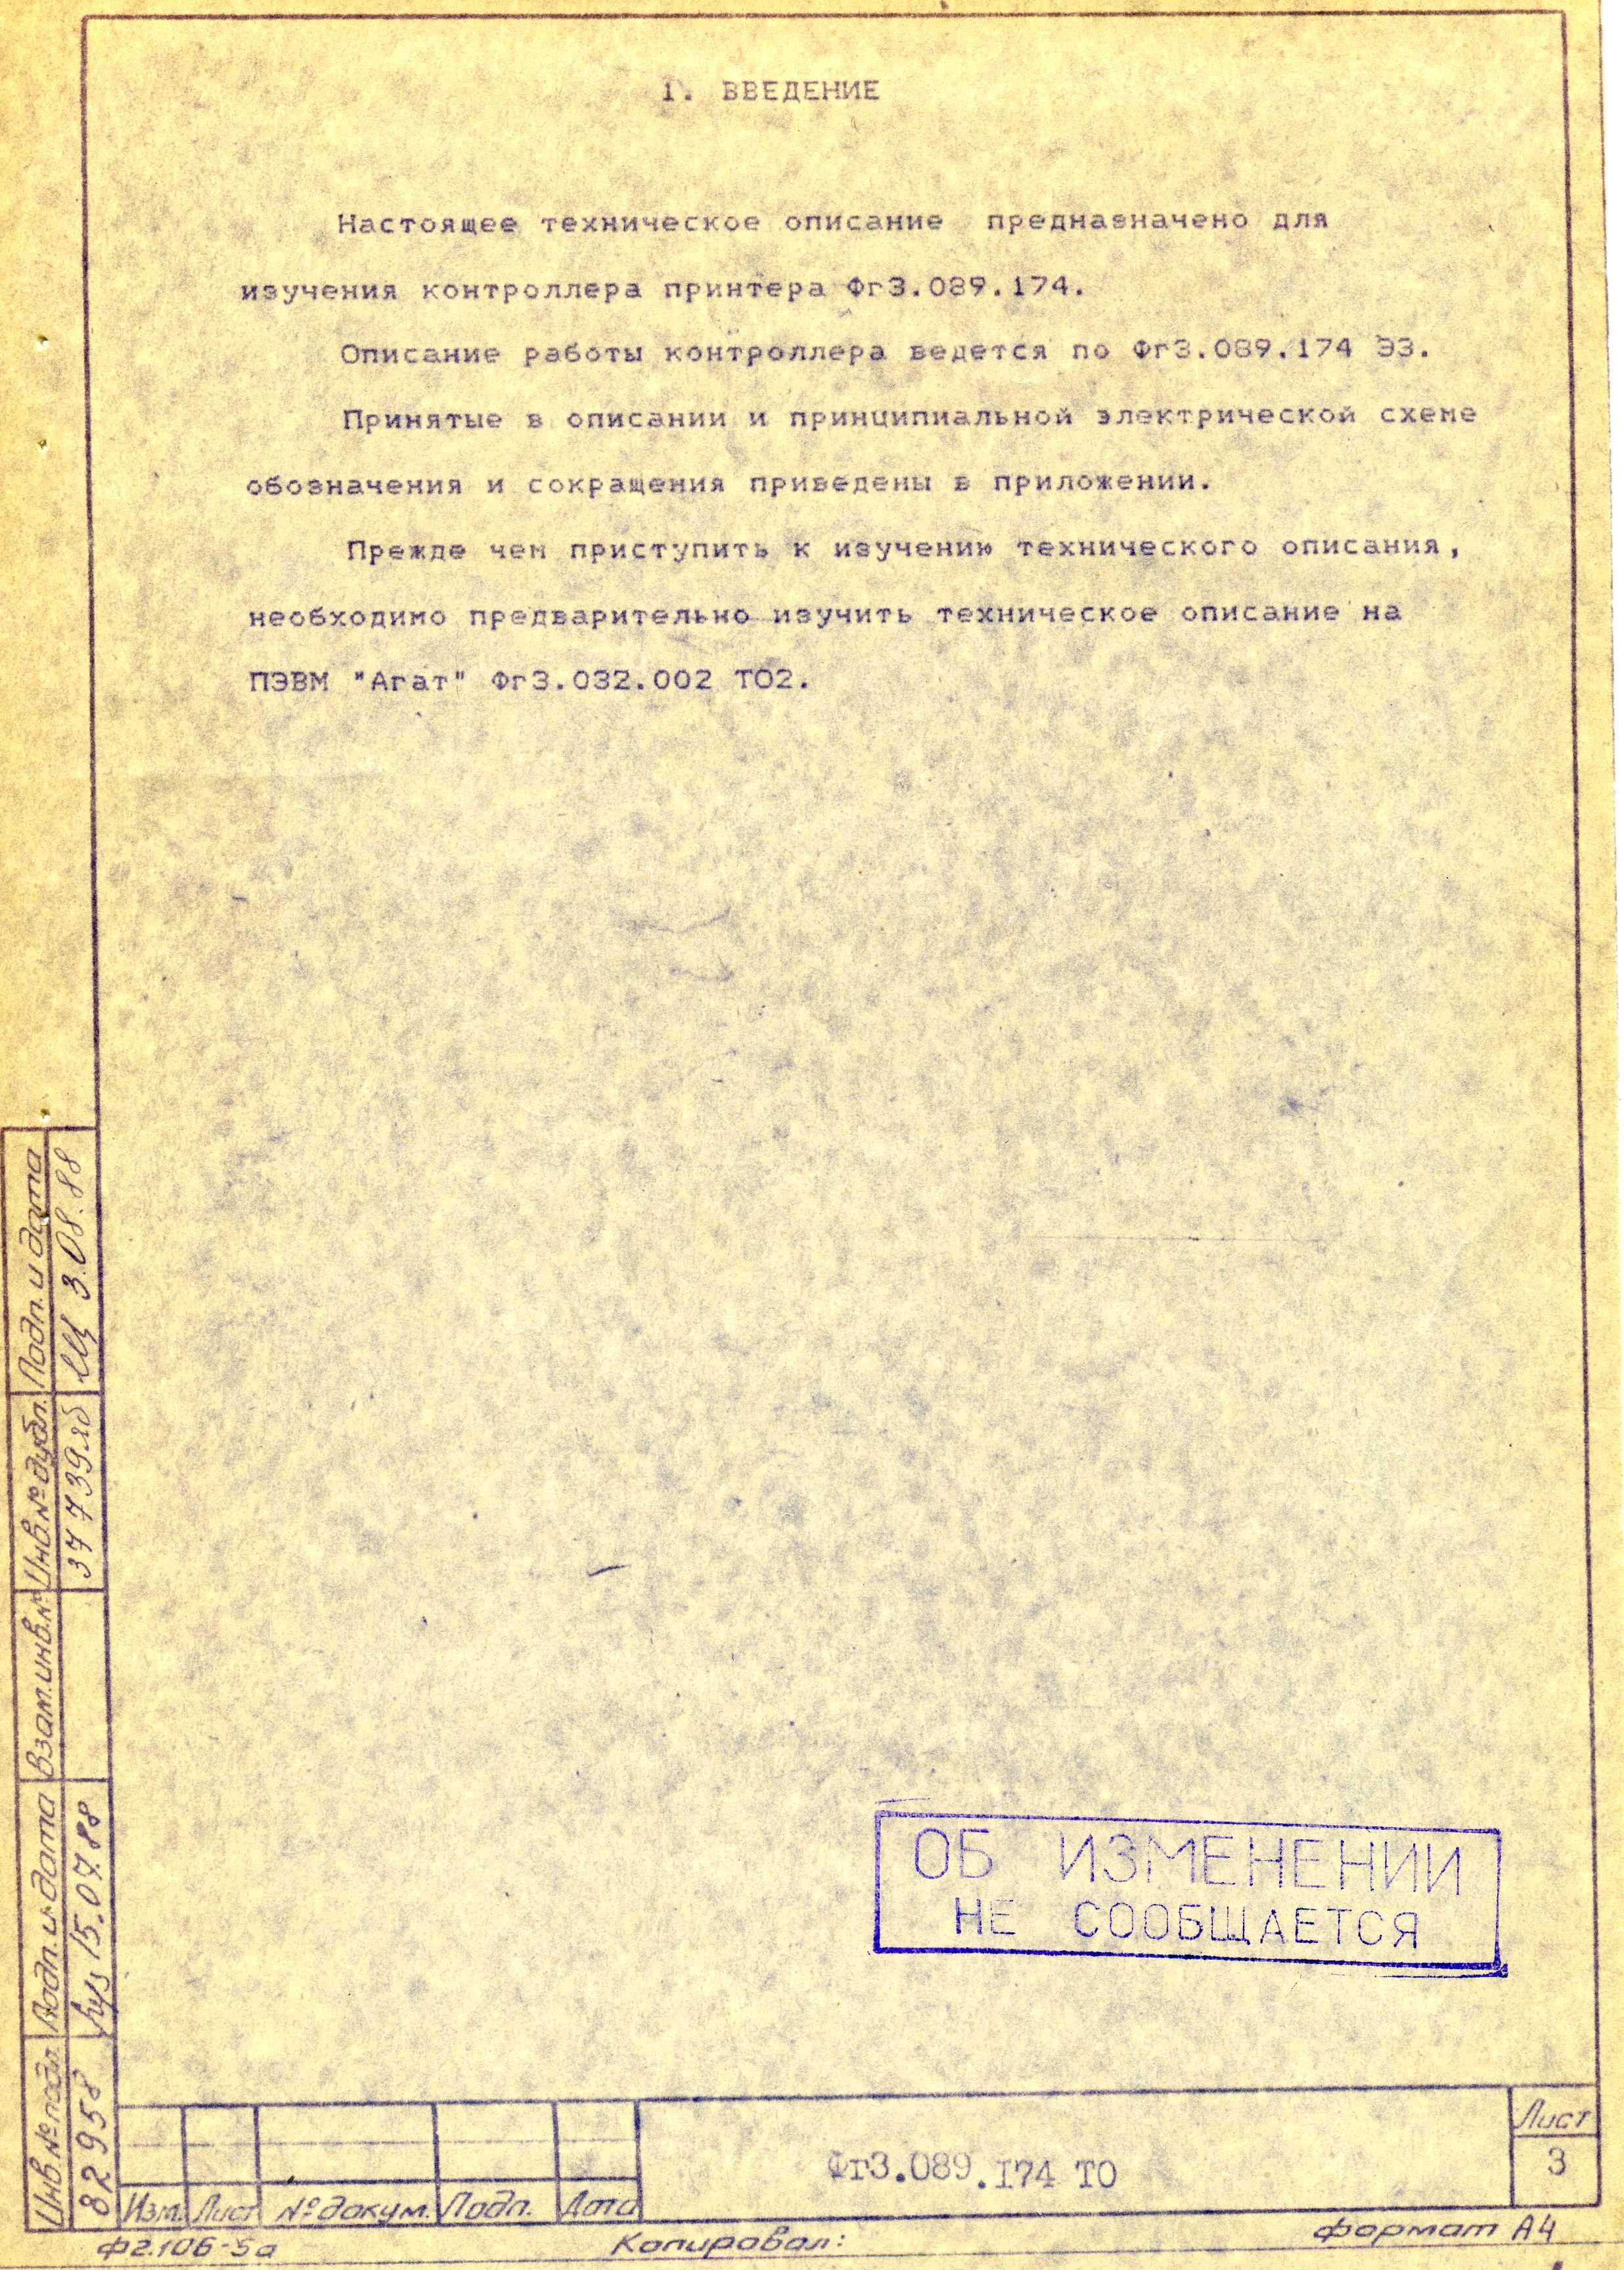 1. ВВЕДЕНИЕ
Настоящее техническое описание предназначено для
изучения контроллера принтера Фг3.089.174.
Описание работы контроллера ведется по Фг3.089.174 ЭЗ.
Принятые в описании и принципиальной электрической схеме
обозначения и сокращения приведены в приложении.
Прежде чем приступить к изучению технического описания,
необходимо предварительно изучить техническое описание на
ПЭВМ "Агат" Фг3.032.002 ТО2.
Подп. и дата
3.08.88
Инв.№ дубл.
37739
Взам.инв.№
Подп. и дата
15.07.88
Инв.№ подл
82958
ОБ ИЗМЕНЕНИИ
НЕ СООБЩАЕТСЯ
Изм. Лист № докум. Подп. Дата
Фг3.089.I74 ТО
Лист
3
Ф2.106-5а
Копировал:
формат А4